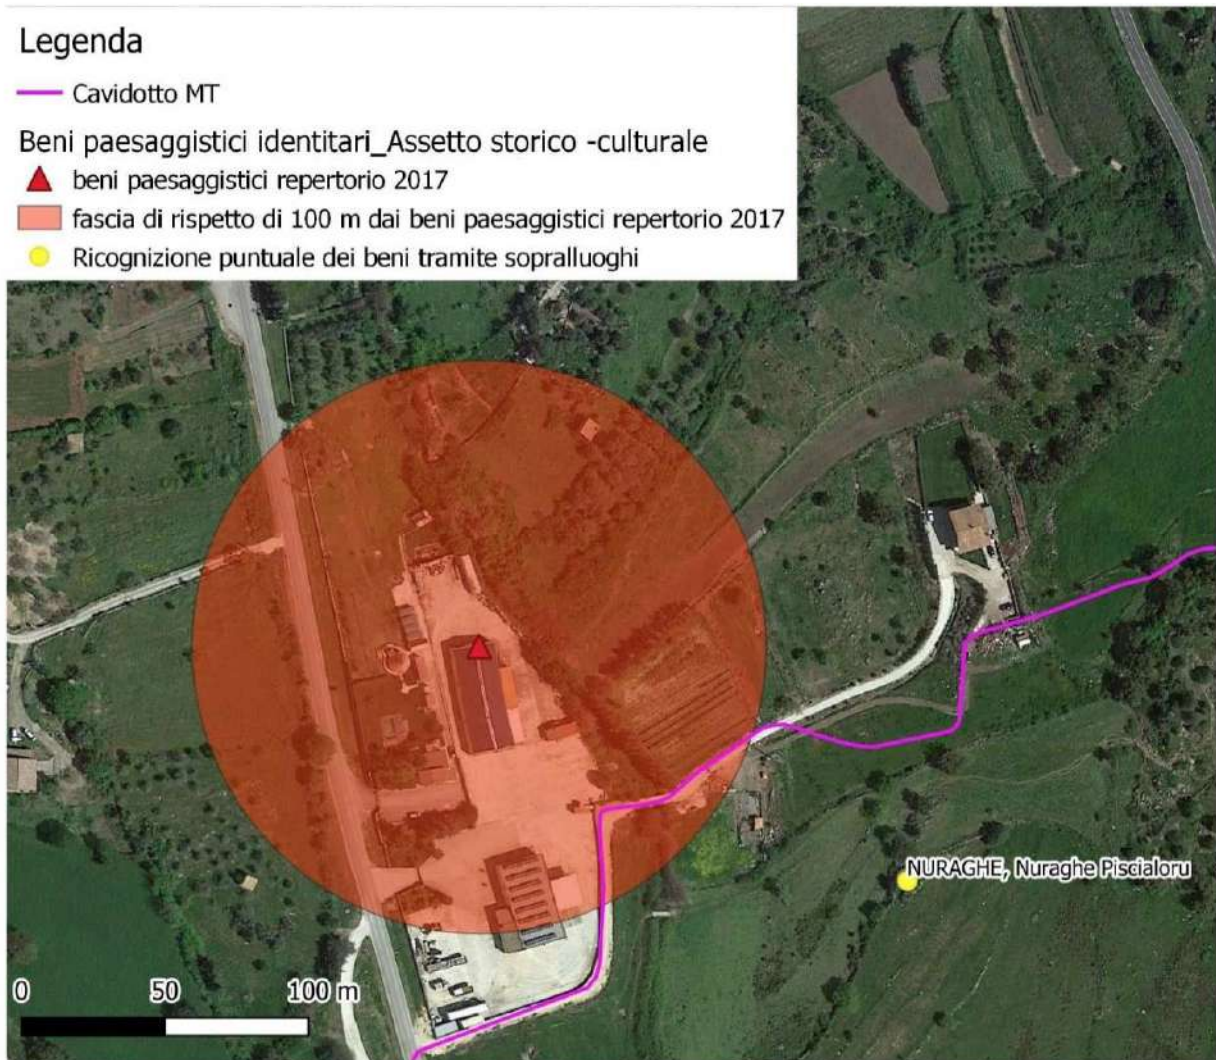 Legenda
Cavidotto MT
Beni paesaggistici identitari_Assetto storico -culturale
beni paesaggistici repertorio 2017
fascia di rispetto di 100 m dai beni paesaggistici repertorio 2017
Ricognizione puntuale dei beni tramite sopralluoghi
NURAGHE, Nuraghe Piscialoru
0 50 100 m